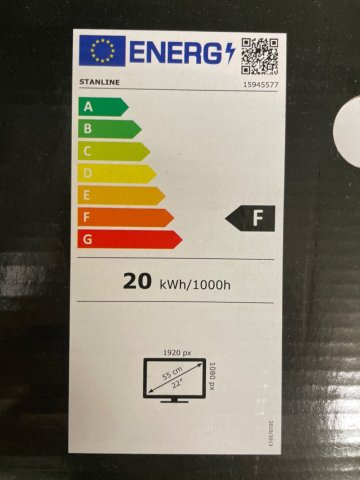 ENERG
STANLINE 15945577
A
B
C
D
E
F
G
F
20 kWh/1000h
1920 px
1080 px
55 cm
22"
2019/2013